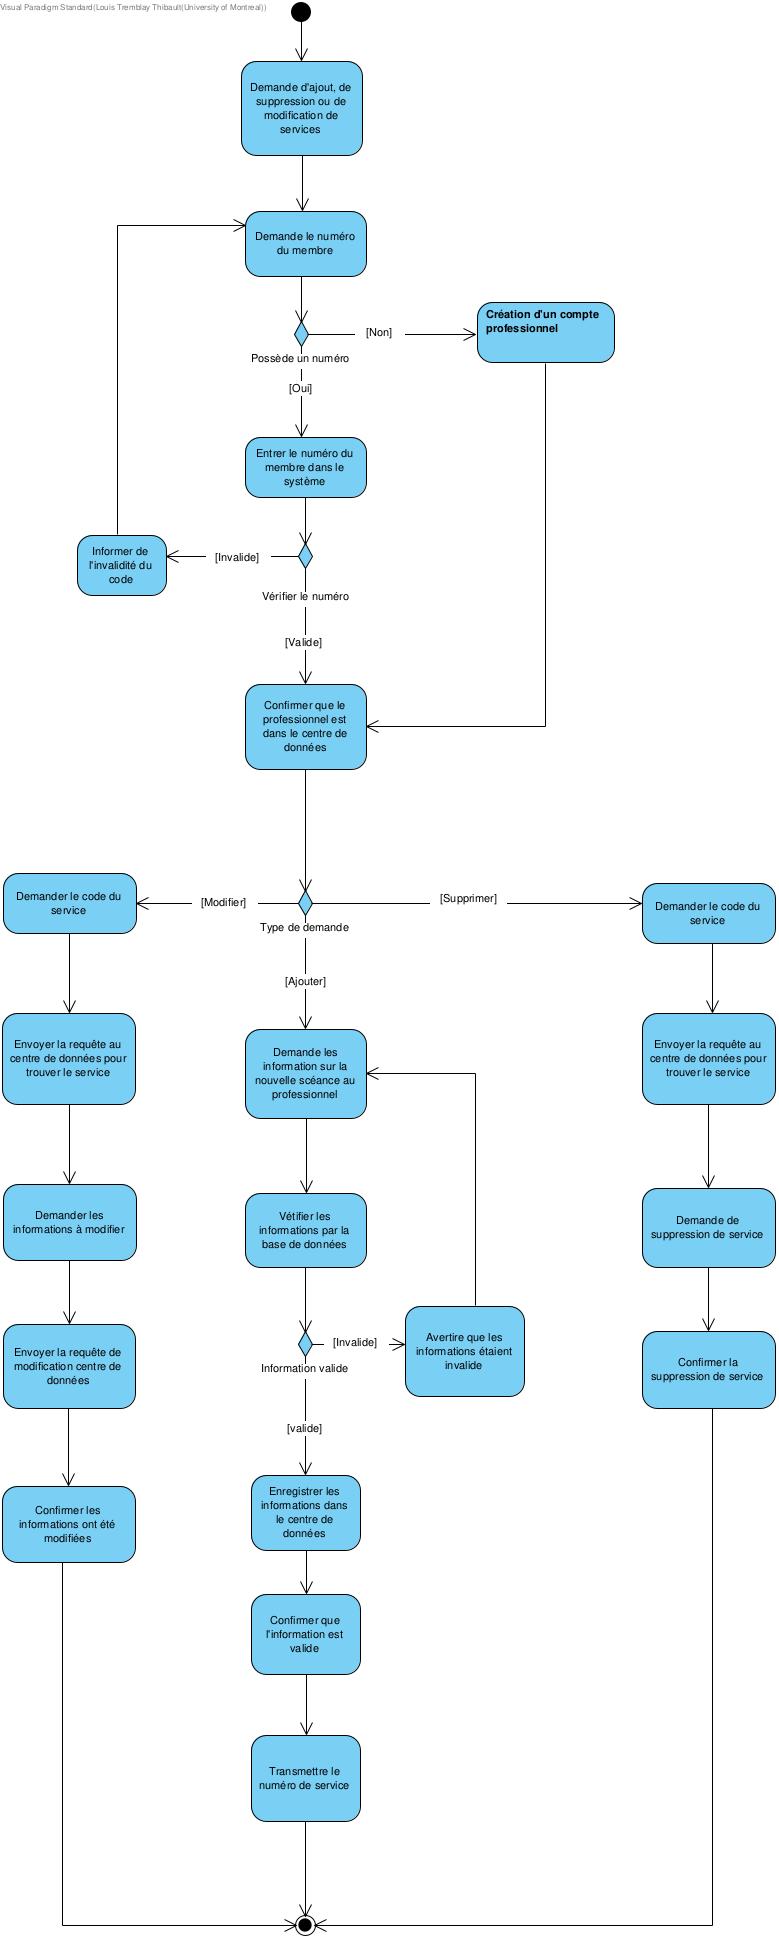 Visual Paradigm Standard(Louis Tremblay Thibault(University of Montreal))
Demande d'ajout, de
suppression ou de
modification de
services
Demande le numéro
du membre
[Non]
Création d'un compte
professionnel
Possède un numéro
[Oui]
Entrer le numéro du
membre dans le
système
[Invalide]
Informer de
l'invalidité du
code
Vérifier le numéro
[Valide]
Confirmer que le
professionnel est
dans le centre de
données
[Modifier]
[Supprimer]
Type de demande
[Ajouter]
Demander le code du
service
Envoyer la requête au
centre de données pour
trouver le service
Demander les
informations à modifier
Envoyer la requête de
modification centre de
données
Confirmer les
informations ont été
modifiées
Demande les
information sur la
nouvelle scéance au
professionnel
Vétifier les
informations par la
base de données
[Invalide]
Avertire que les
informations étaient
invalide
Information valide
[valide]
Enregistrer les
informations dans
le centre de
données
Confirmer que
l'information est
valide
Transmettre le
numéro de service
Demander le code du
service
Envoyer la requête au
centre de données pour
trouver le service
Demande de
suppression de service
Confirmer la
suppression de service